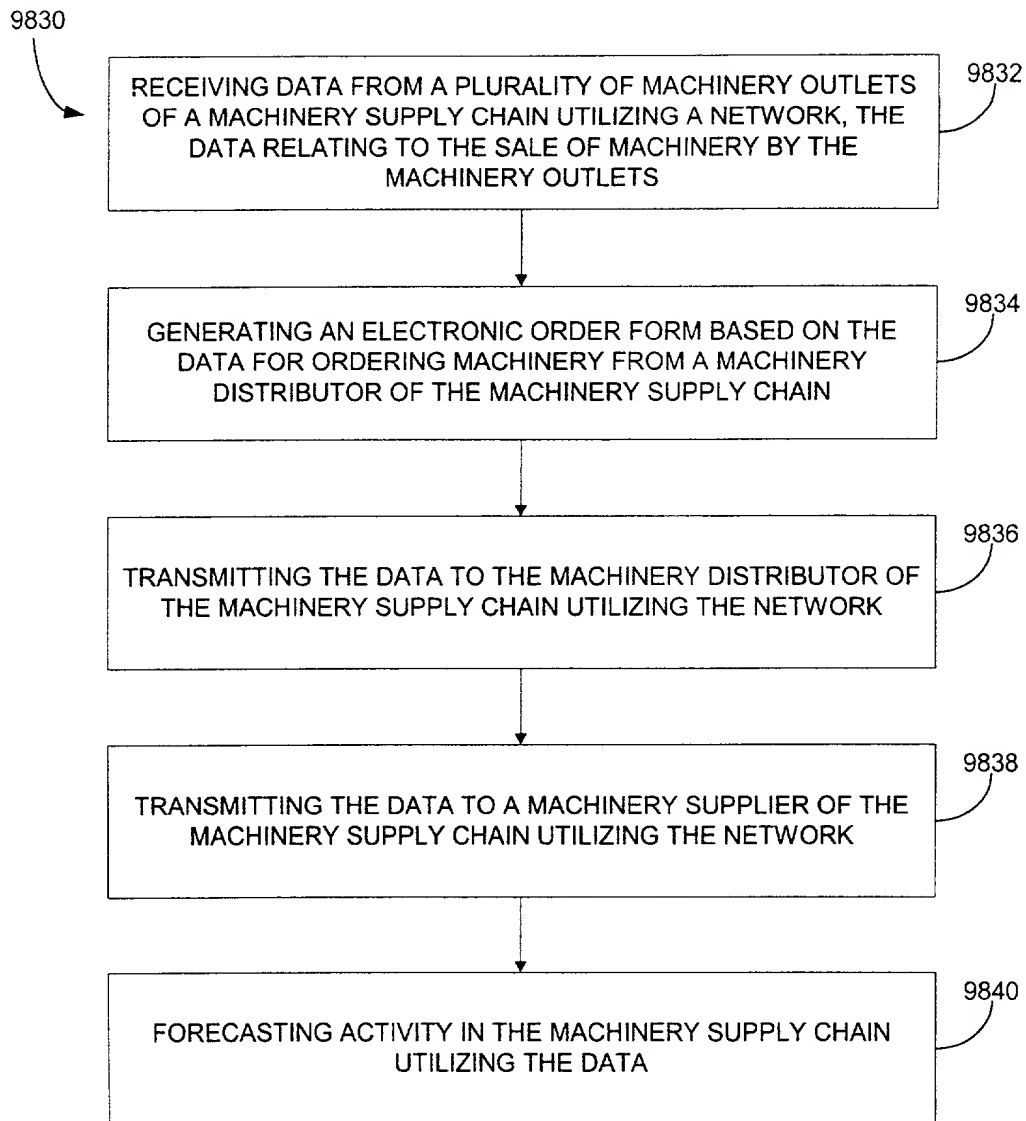 9830
RECEIVING DATA FROM A PLURALITY OF MACHINERY OUTLETS
OF A MACHINERY SUPPLY CHAIN UTILIZING A NETWORK, THE
DATA RELATING TO THE SALE OF MACHINERY BY THE
MACHINERY OUTLETS
9832
GENERATING AN ELECTRONIC ORDER FORM BASED ON THE
DATA FOR ORDERING MACHINERY FROM A MACHINERY
DISTRIBUTOR OF THE MACHINERY SUPPLY CHAIN
9834
TRANSMITTING THE DATA TO THE MACHINERY DISTRIBUTOR OF
THE MACHINERY SUPPLY CHAIN UTILIZING THE NETWORK
9836
TRANSMITTING THE DATA TO A MACHINERY SUPPLIER OF THE
MACHINERY SUPPLY CHAIN UTILIZING THE NETWORK
9838
FORECASTING ACTIVITY IN THE MACHINERY SUPPLY CHAIN
UTILIZING THE DATA
9840